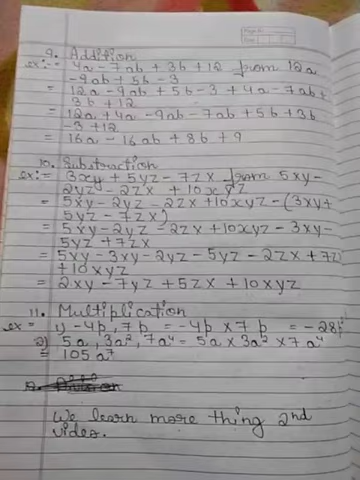 9. Addition
ex:- 4a - 7ab + 3b + 12 from 12a
- 9ab + 5b - 3
= 12a - 9ab + 5b - 3 + 4a - 7ab +
3b + 12
= 12a + 4a - 9ab - 7ab + 5b + 3b
- 3 + 12
= 16a - 16ab + 8b + 9
10. Substraction
ex:- = 3xy + 5yz - 7zx from 5xy -
2yz - 2zx + 10xyz
= 5xy - 2yz - 2zx + 10xyz - (3xy +
5yz - 7zx)
= 5xy - 2yz - 2zx + 10xyz - 3xy -
5yz + 7zx
= 5xy - 3xy - 2yz - 5yz - 2zx + 7z
+ 10xyz
= 2xy - 7yz + 5zx + 10xyz
11. Multiplication
ex = 1) -4p, 7p = -4p × 7p = -28p²
2) 5a, 3a², 7a⁴ = 5a × 3a² × 7a⁴
= 105a⁷
We learn more thing 2nd
video.